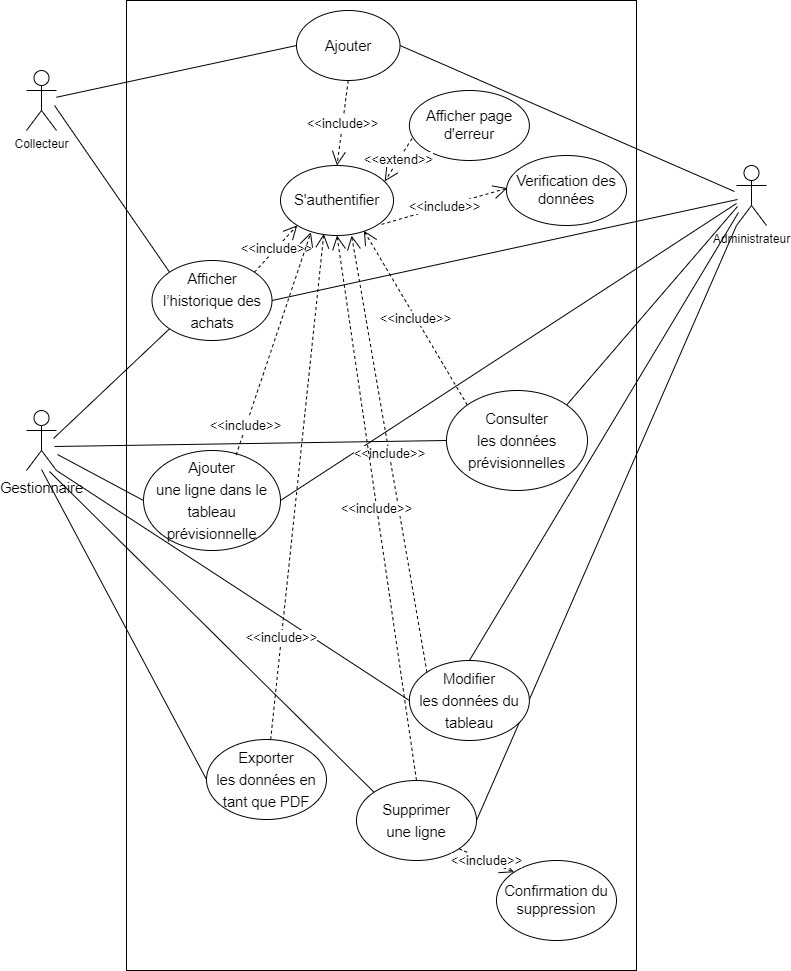 Ajouter
Collecteur
<<include>>
Afficher page
d'erreur
<<extend>>
S'authentifier
Verification des
données
<<include>>
Administrateur
<<include>>
Afficher
l'historique des
achats
<<include>>
<<include>>
Gestionnaire
Consulter
les données
prévisionnelles
<<include>>
Ajouter
une ligne dans le
tableau
prévisionnelle
<<include>>
<<include>>
Modifier
les données du
tableau
Exporter
les données en
tant que PDF
Supprimer
une ligne
<<include>>
Confirmation du
suppression